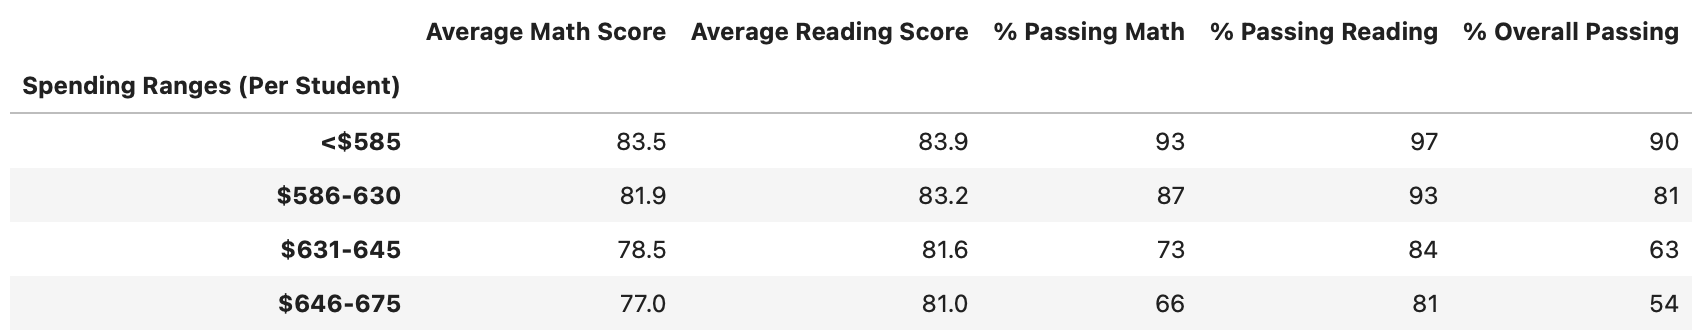 Average Math Score Average Reading Score % Passing Math % Passing Reading % Overall Passing
Spending Ranges (Per Student)
<$585 83.5 83.9 93 97 90
$586-630 81.9 83.2 87 93 81
$631-645 78.5 81.6 73 84 63
$646-675 77.0 81.0 66 81 54